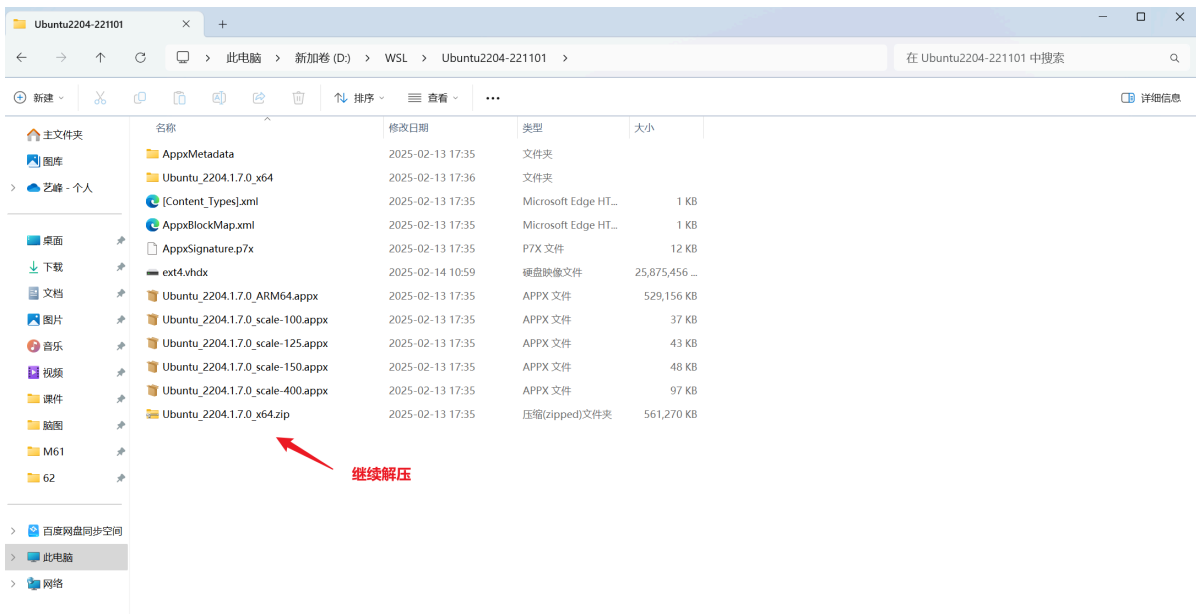 Ubuntu2204-221101
此电脑 > 新加卷 (D:) > WSL > Ubuntu2204-221101 >
在 Ubuntu2204-221101 中搜索
新建 排序 查看 ... 详细信息
主文件夹
图库
艺峰 - 个人
桌面
下载
文档
图片
音乐
视频
课件
脑图
M61
62
百度网盘同步空间
此电脑
网络
名称 修改日期 类型 大小
AppxMetadata 2025-02-13 17:35 文件夹
Ubuntu_2204.1.7.0_x64 2025-02-13 17:36 文件夹
[Content_Types].xml 2025-02-13 17:35 Microsoft Edge HT... 1 KB
AppxBlockMap.xml 2025-02-13 17:35 Microsoft Edge HT... 1 KB
AppxSignature.p7x 2025-02-13 17:35 P7X 文件 12 KB
ext4.vhdx 2025-02-14 10:59 硬盘映像文件 25,875,456 ...
Ubuntu_2204.1.7.0_ARM64.appx 2025-02-13 17:35 APPX 文件 529,156 KB
Ubuntu_2204.1.7.0_scale-100.appx 2025-02-13 17:35 APPX 文件 37 KB
Ubuntu_2204.1.7.0_scale-125.appx 2025-02-13 17:35 APPX 文件 43 KB
Ubuntu_2204.1.7.0_scale-150.appx 2025-02-13 17:35 APPX 文件 48 KB
Ubuntu_2204.1.7.0_scale-400.appx 2025-02-13 17:35 APPX 文件 97 KB
Ubuntu_2204.1.7.0_x64.zip 2025-02-13 17:35 压缩(zipped)文件夹 561,270 KB
继续解压